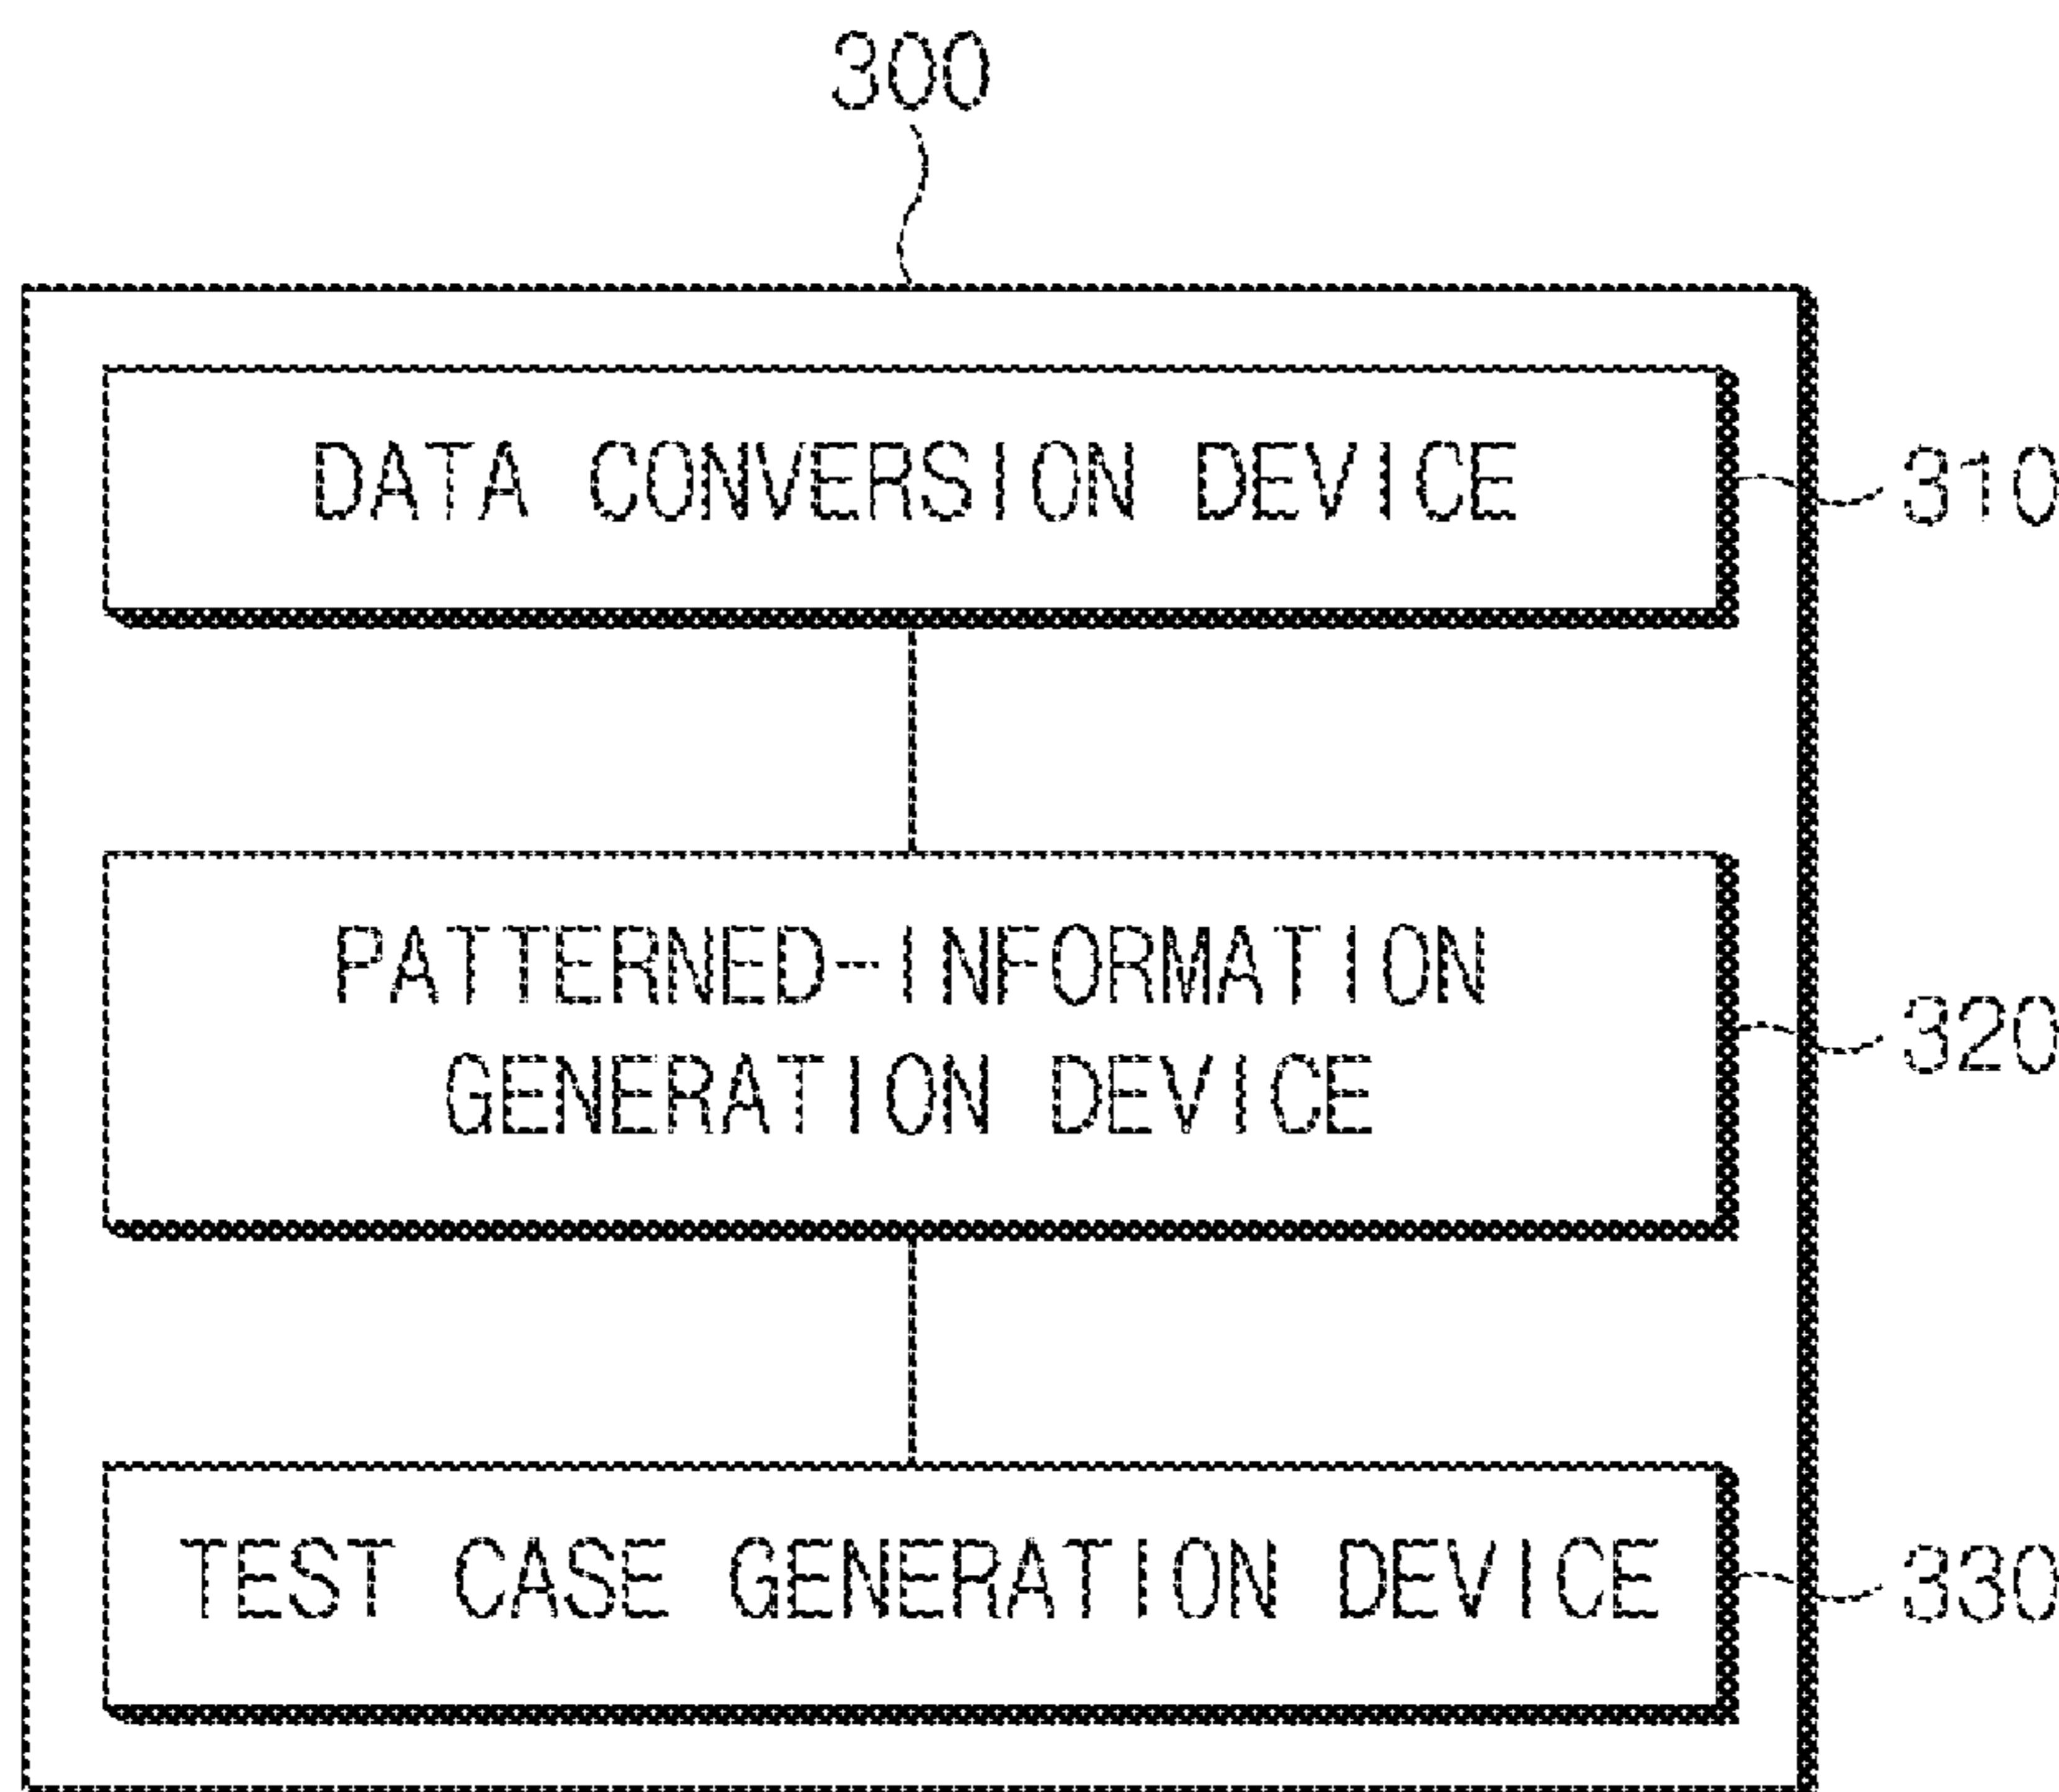 300
DATA CONVERSION DEVICE
310
PATTERNED-INFORMATION
GENERATION DEVICE
320
TEST CASE GENERATION DEVICE
330